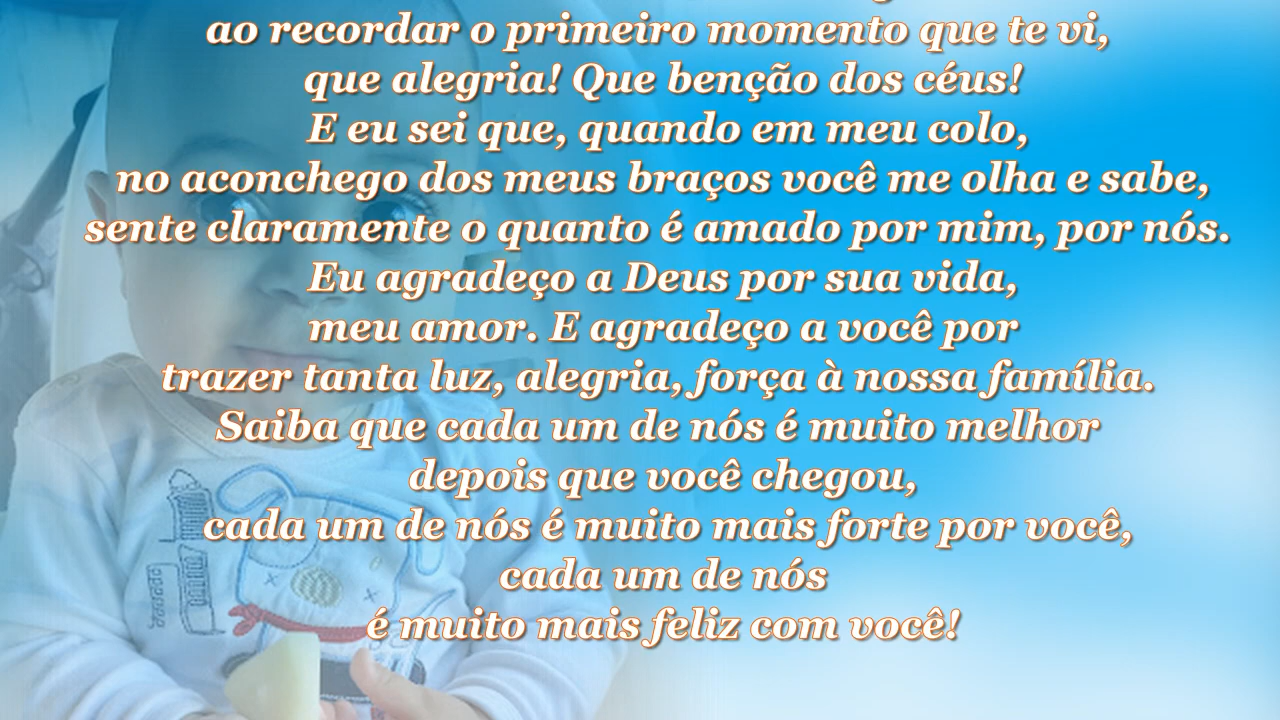 ao recordar o primeiro momento que te vi,
que alegria! Que benção dos céus!
E eu sei que, quando em meu colo,
no aconchego dos meus braços você me olha e sabe,
sente claramente o quanto é amado por mim, por nós.
Eu agradeço a Deus por sua vida,
meu amor. E agradeço a você por
trazer tanta luz, alegria, força à nossa família.
Saiba que cada um de nós é muito melhor
depois que você chegou,
cada um de nós é muito mais forte por você,
cada um de nós
é muito mais feliz com você!